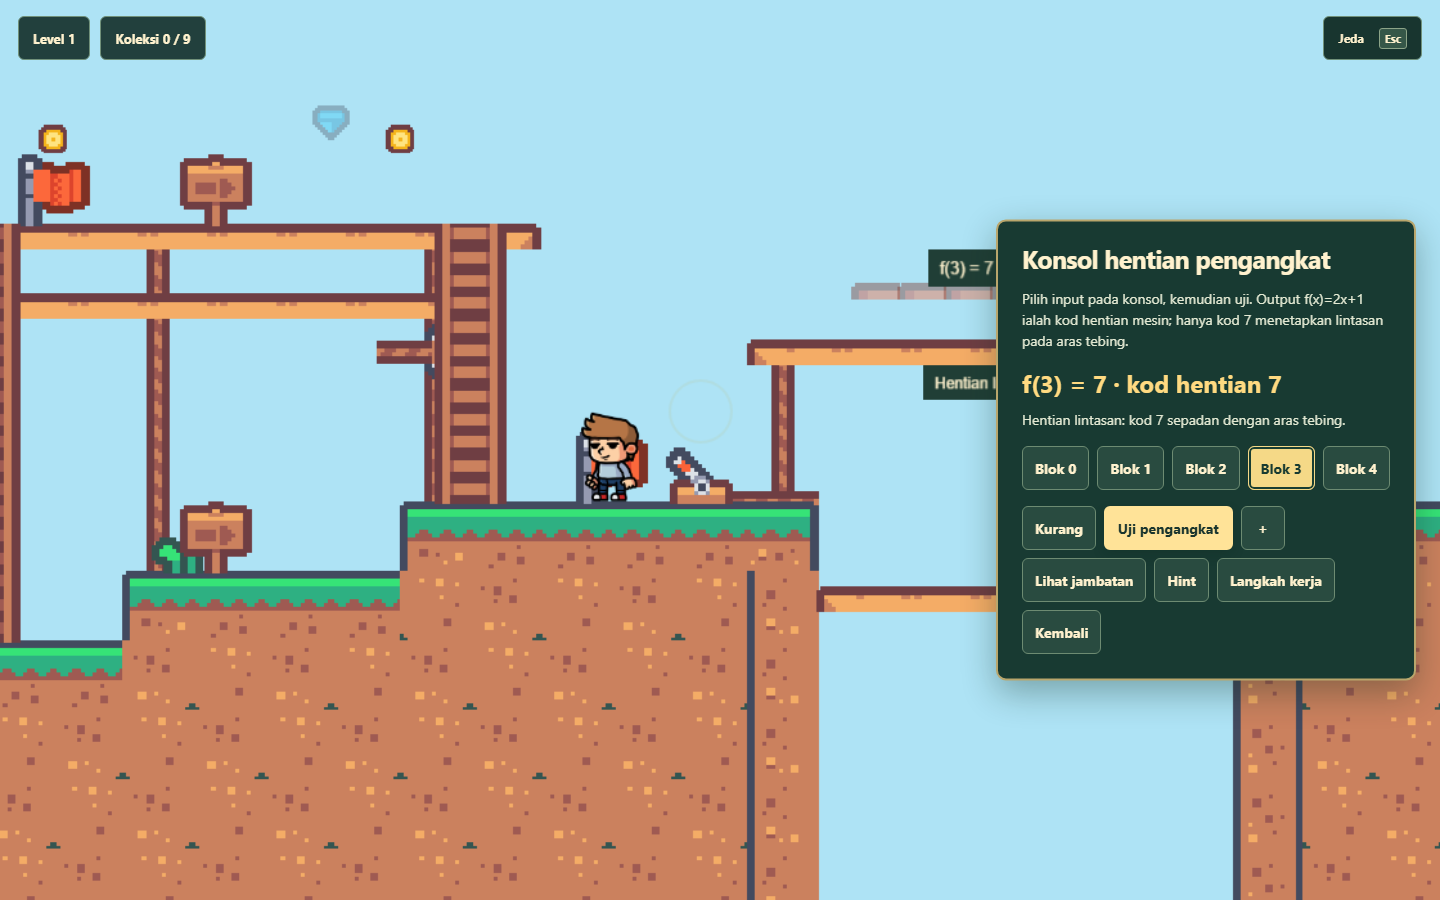 Level 1
Koleksi 0 / 9
Jeda Esc
f(3) = 7
Hentian
Konsol hentian pengangkat
Pilih input pada konsol, kemudian uji. Output f(x)=2x+1
ialah kod hentian mesin; hanya kod 7 menetapkan lintasan
pada aras tebing.
f(3) = 7 · kod hentian 7
Hentian lintasan: kod 7 sepadan dengan aras tebing.
Blok 0 Blok 1 Blok 2 Blok 3 Blok 4
Kurang Uji pengangkat +
Lihat jambatan Hint Langkah kerja
Kembali